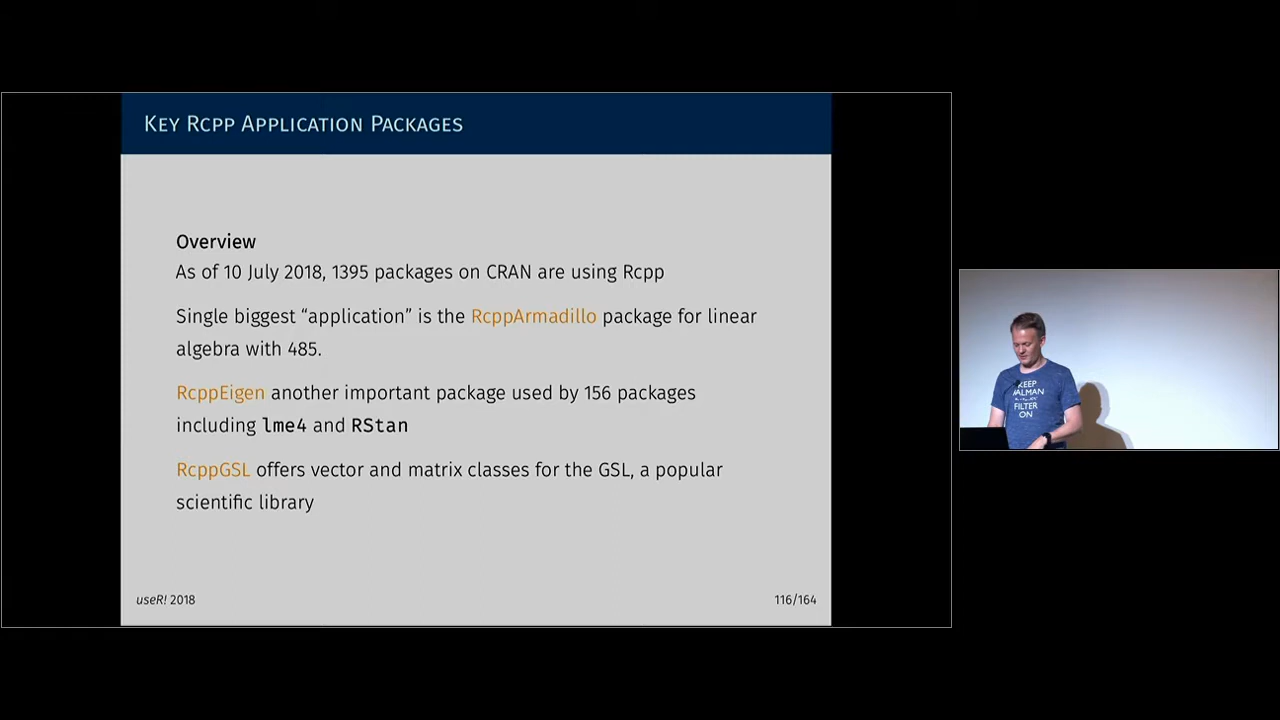 Key Rcpp Application Packages
Overview
As of 10 July 2018, 1395 packages on CRAN are using Rcpp
Single biggest “application” is the RcppArmadillo package for linear
algebra with 485.
RcppEigen another important package used by 156 packages
including lme4 and RStan
RcppGSL offers vector and matrix classes for the GSL, a popular
scientific library
useR! 2018
116/164
KEEP
KALMAN
FILTER
ON